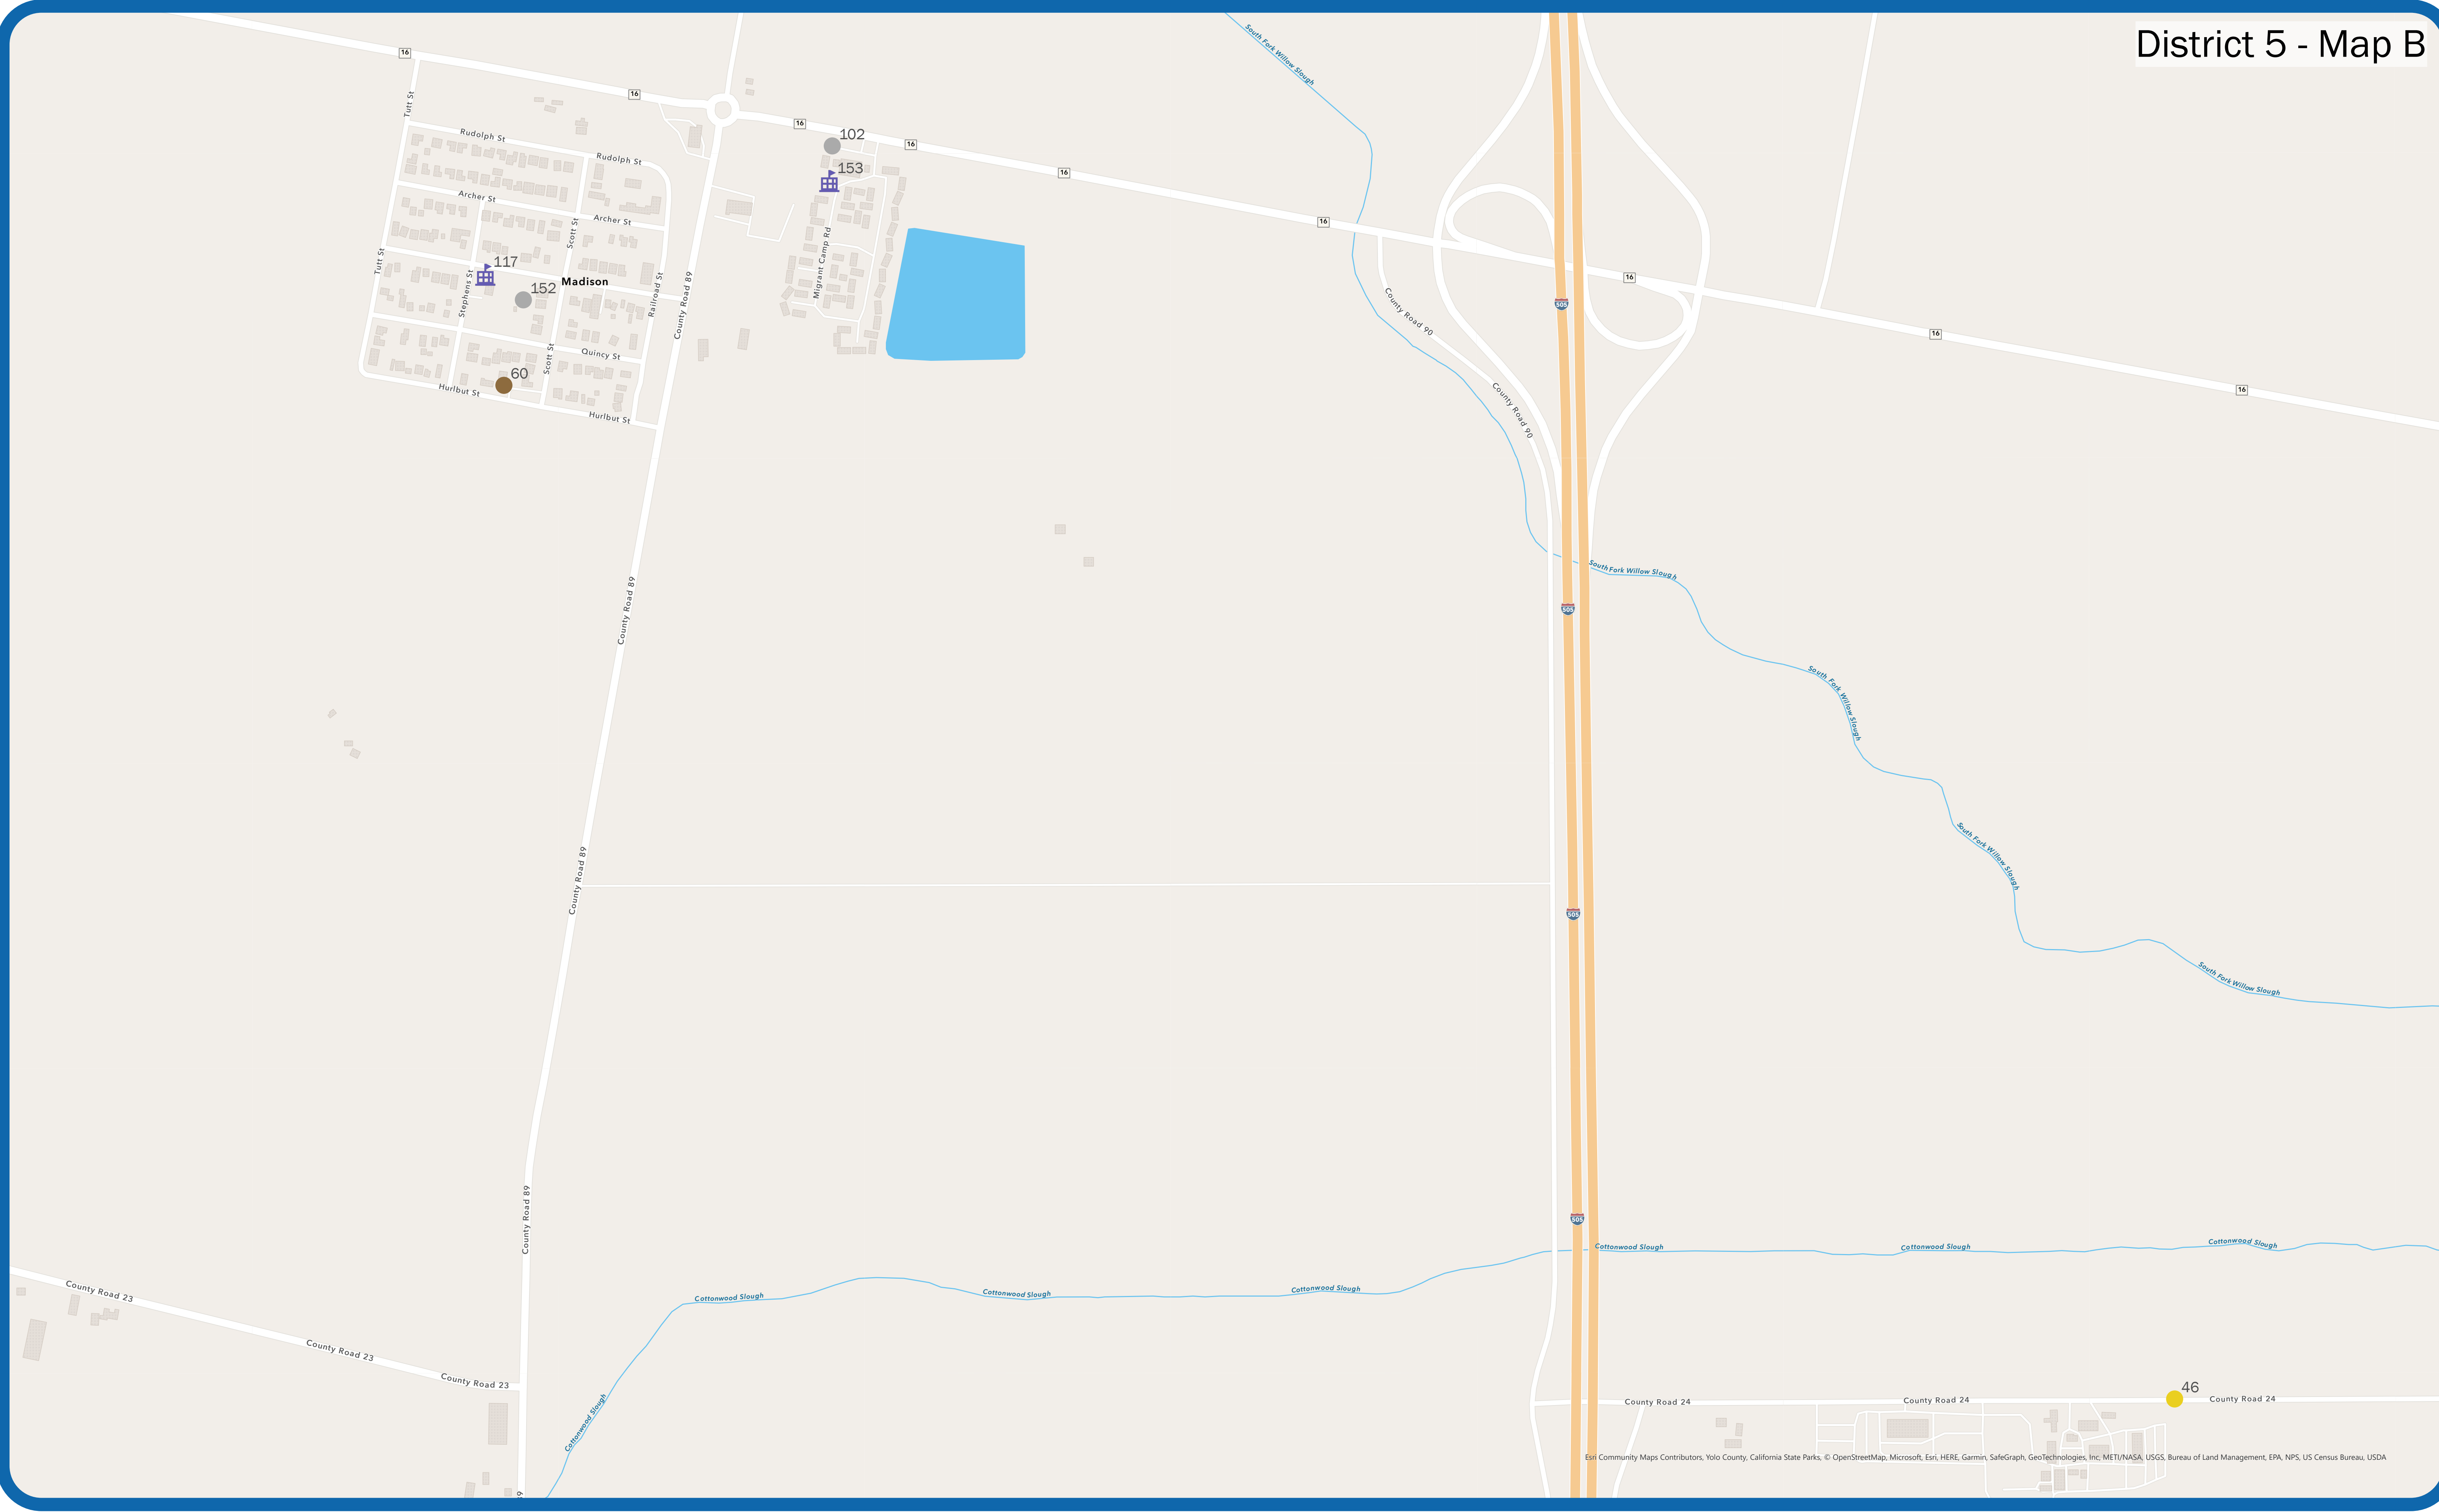 District 5 - Map B
16
16
16
16
16
16
16
16
16
South Fork Willow Slough
Tutt St
Rudolph St
Rudolph St
102
153
Archer St
Archer St
Scott St
Tutt St
117
152
Madison
Stephens St
Railroad St
County Road 89
Migrant Camp Rd
County Road 90
505
Quincy St
Scott St
60
Hurlbut St
Hurlbut St
County Road 90
South Fork Willow Slough
County Road 89
505
South Fork Willow Slough
South Fork Willow Slough
County Road 89
505
South Fork Willow Slough
County Road 89
505
Cottonwood Slough
Cottonwood Slough
Cottonwood Slough
Cottonwood Slough
Cottonwood Slough
Cottonwood Slough
County Road 23
County Road 23
County Road 23
Cottonwood Slough
46
County Road 24
County Road 24
County Road 24
Esri Community Maps Contributors, Yolo County, California State Parks, © OpenStreetMap, Microsoft, Esri, HERE, Garmin, SafeGraph, GeoTechnologies, Inc, METI/NASA, USGS, Bureau of Land Management, EPA, NPS, US Census Bureau, USDA